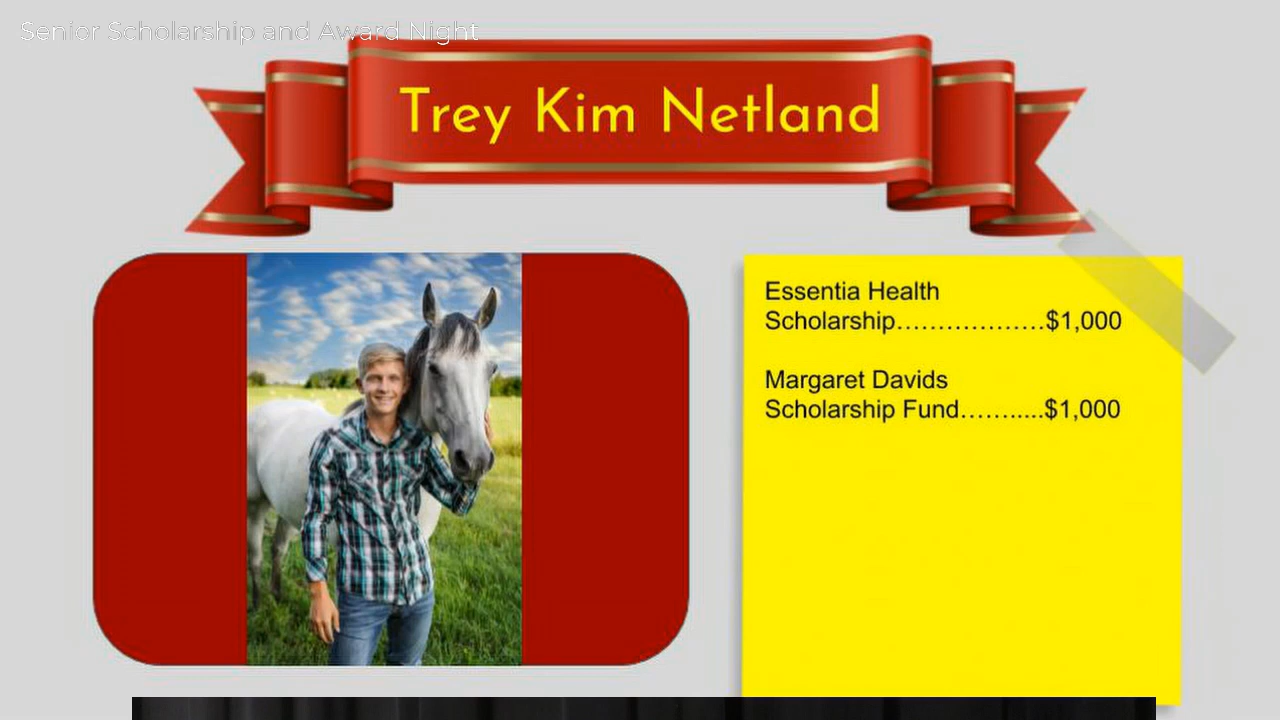 Senior Scholarship and Award Night
Trey Kim Netland
Essentia Health
Scholarship………………$1,000
Margaret Davids
Scholarship Fund…….....$1,000